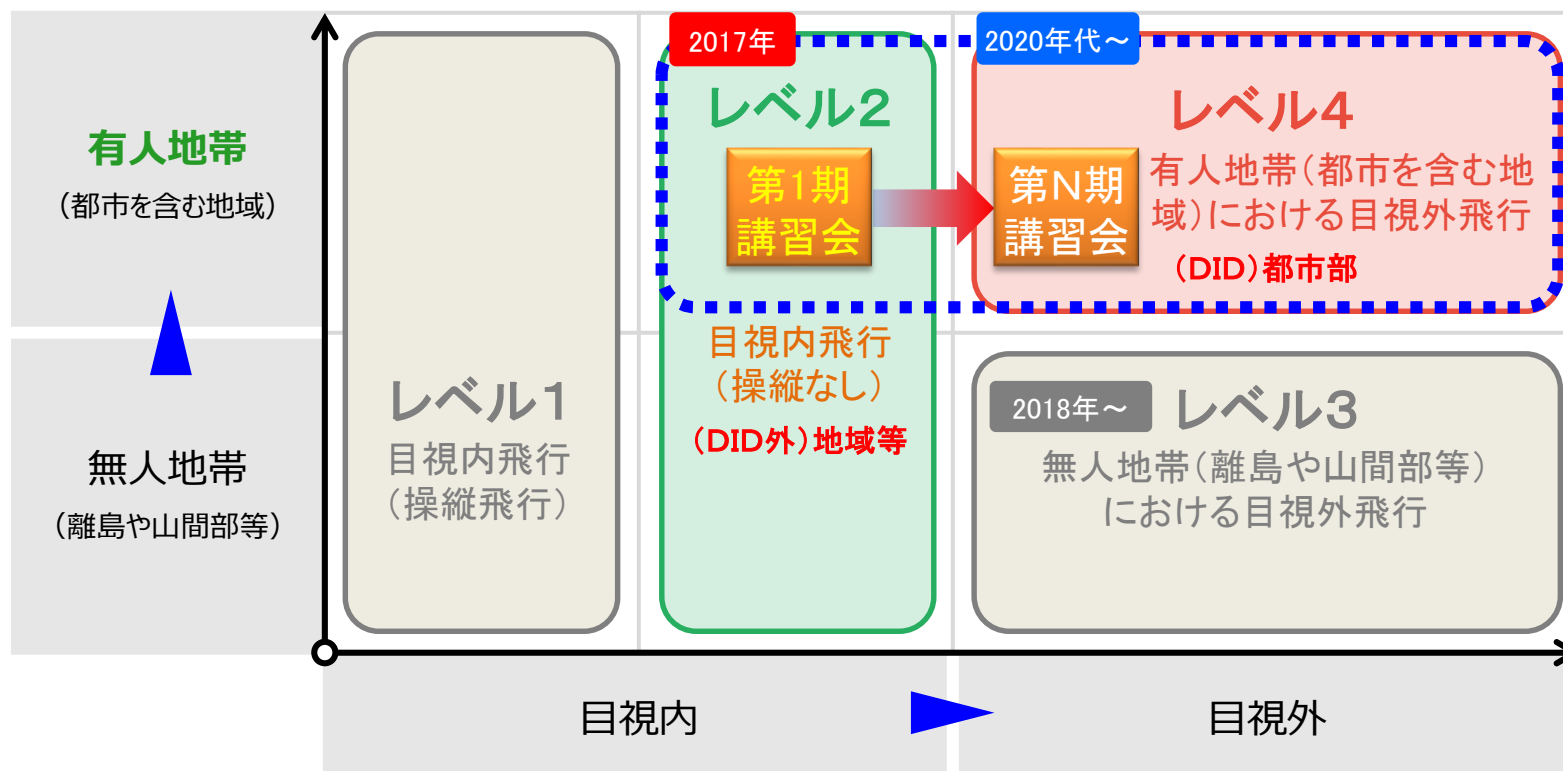 有人地帯
（都市を含む地域）
無人地帯
（離島や山間部等）
レベル1
目視内飛行
（操縦飛行）
2017年
レベル2
第1期
講習会
目視内飛行
（操縦なし）
（DID外）地域等
2020年代～
レベル4
第N期
講習会
有人地帯（都市を含む地
域）における目視外飛行
（DID）都市部
2018年～
レベル3
無人地帯（離島や山間部等）
における目視外飛行
目視内
目視外